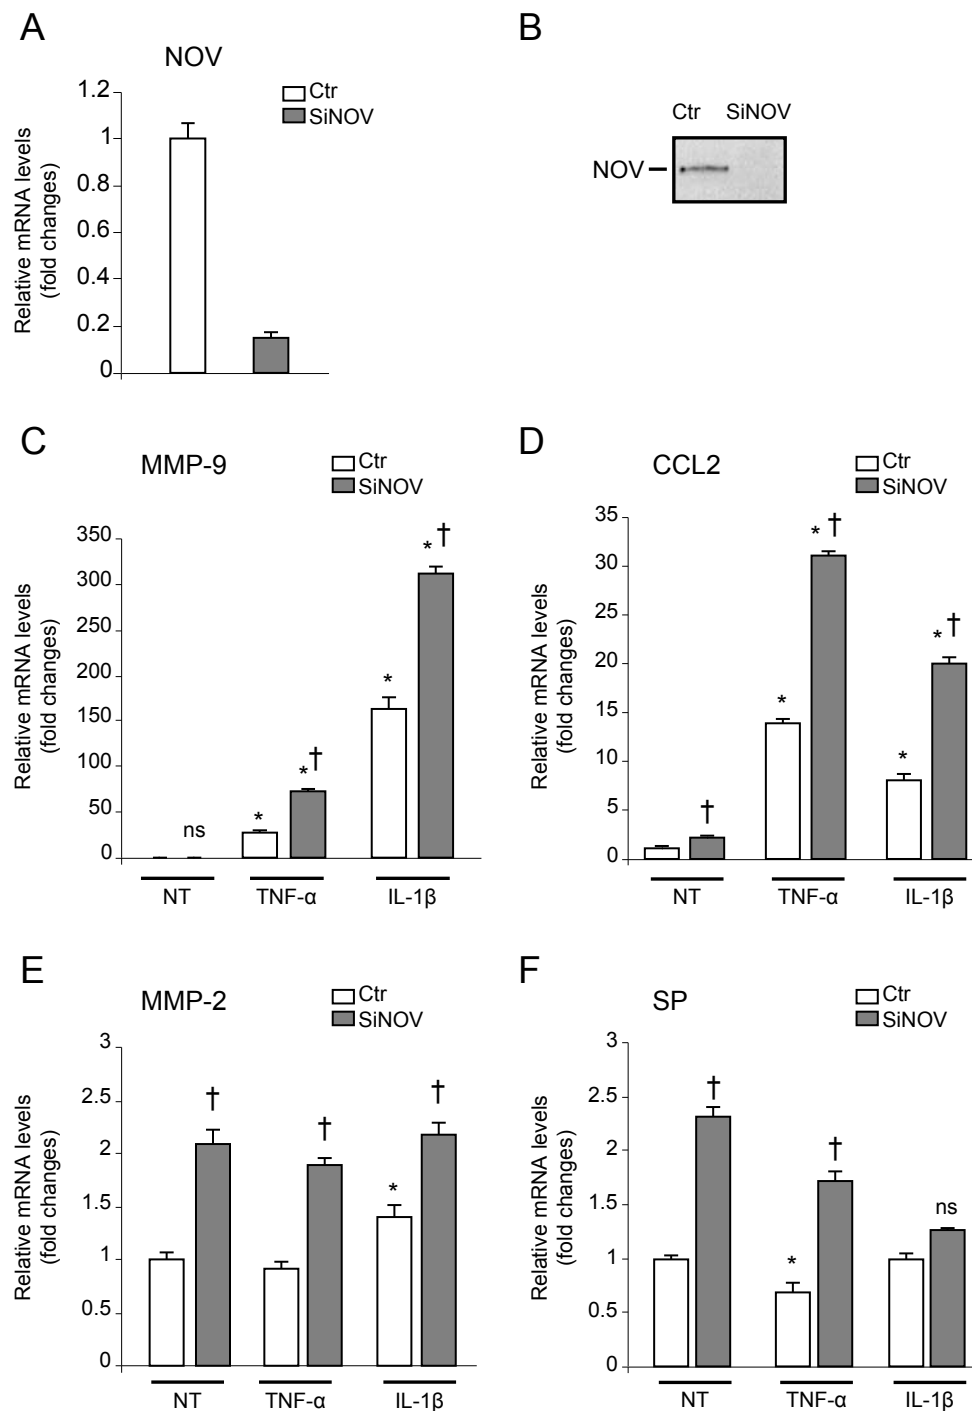 A
NOV
Ctr
SiNOV
Relative mRNA levels
(fold changes)
1.2
1
0.8
0.6
0.4
0.2
0
B
Ctr SiNOV
NOV
C
MMP-9
Ctr
SiNOV
Relative mRNA levels
(fold changes)
350
300
250
200
150
100
50
0
ns
*
*†
*
*†
NT TNF-α IL-1β
D
CCL2
Ctr
SiNOV
Relative mRNA levels
(fold changes)
35
30
25
20
15
10
5
0
†
*
*†
*
*†
NT TNF-α IL-1β
E
MMP-2
Ctr
SiNOV
Relative mRNA levels
(fold changes)
3
2.5
2
1.5
1
0.5
0
†
†
*
†
NT TNF-α IL-1β
F
SP
Ctr
SiNOV
Relative mRNA levels
(fold changes)
3
2.5
2
1.5
1
0.5
0
†
*
†
ns
NT TNF-α IL-1β